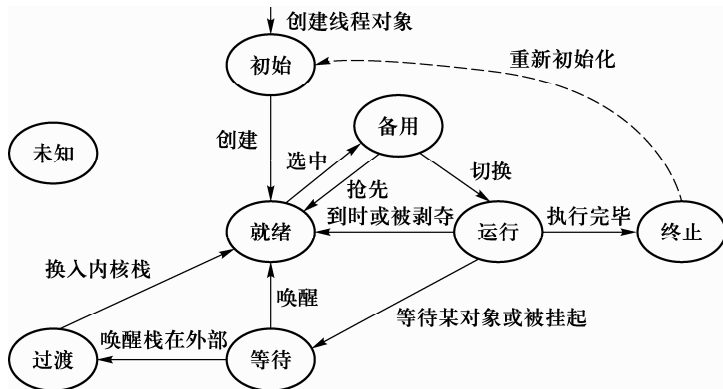 创建线程对象
初始
重新初始化
备用
创建
未知
选中
切换
抢先
到时或被剥夺
执行完毕
就绪
运行
终止
换入内核栈
唤醒
等待某对象或被挂起
唤醒栈在外部
过渡
等待